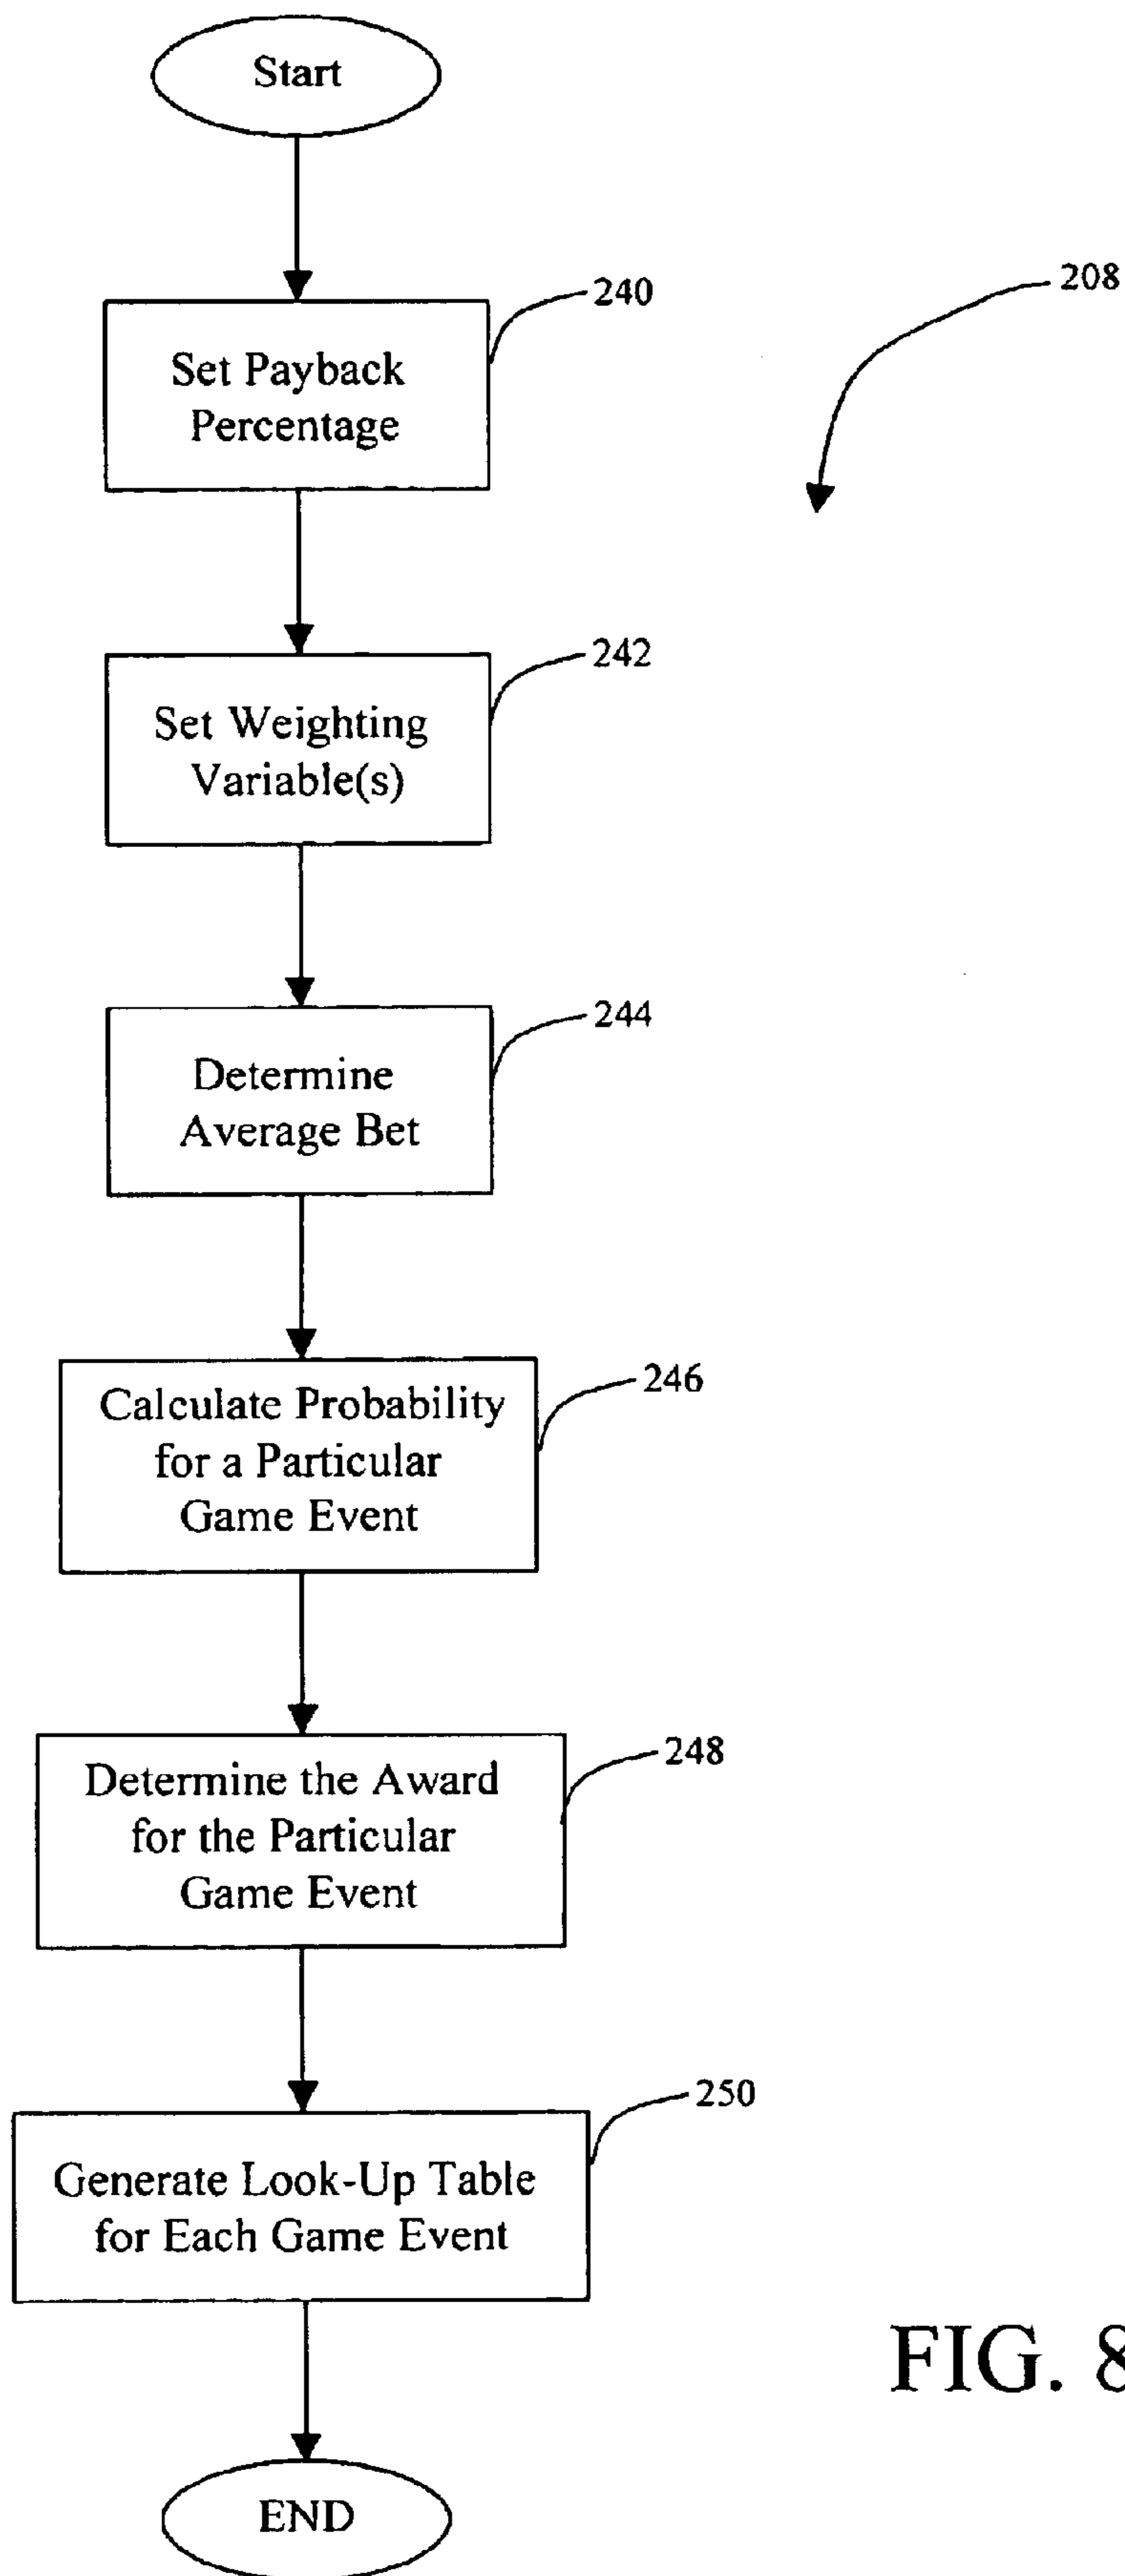 Start
240
208
Set Payback
Percentage
242
Set Weighting
Variable(s)
244
Determine
Average Bet
246
Calculate Probability
for a Particular
Game Event
248
Determine the Award
for the Particular
Game Event
250
Generate Look-Up Table
for Each Game Event
FIG. 8
END